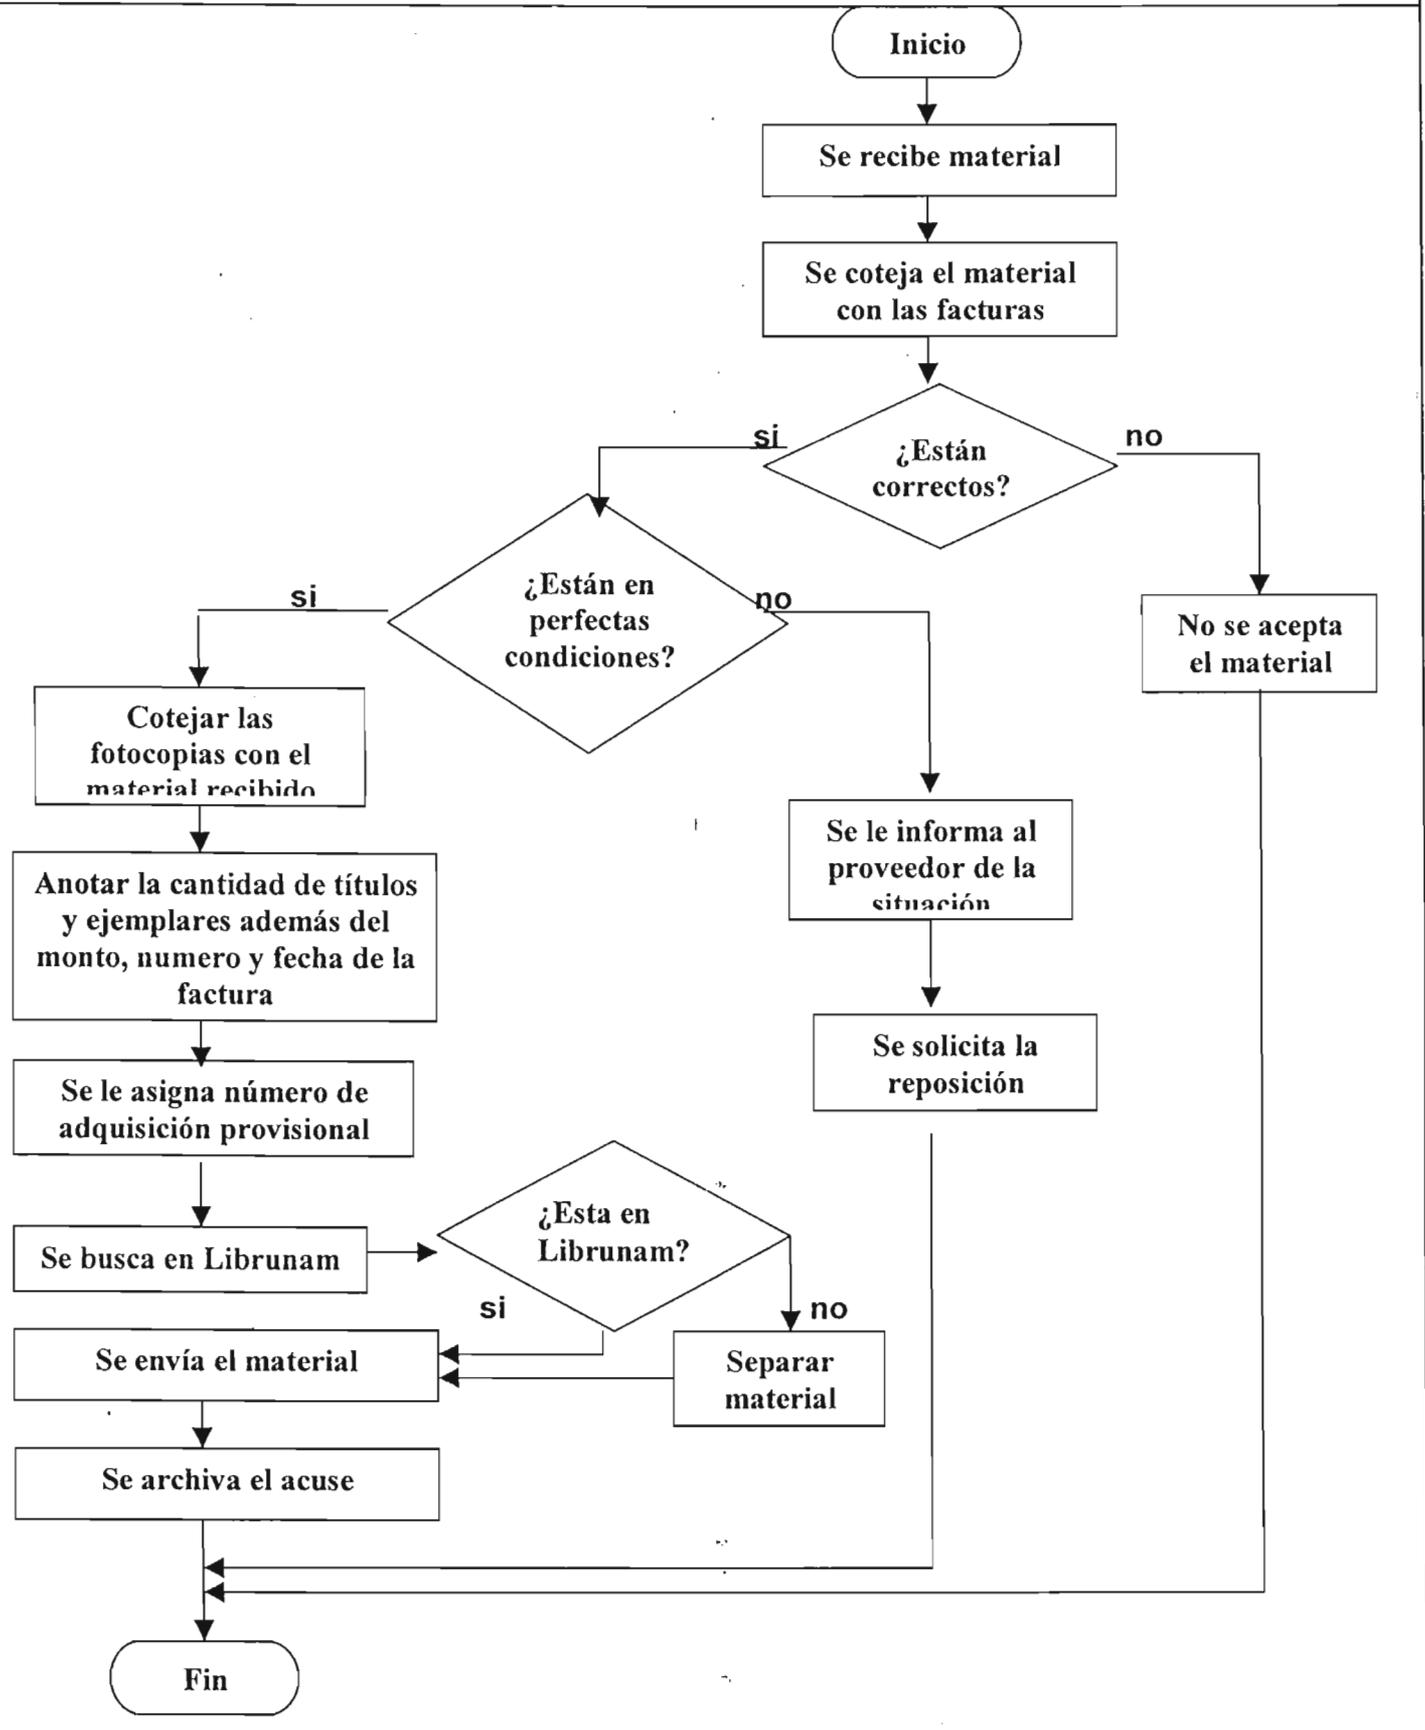 Inicio
Se recibe material
Se coteja el material
con las facturas
¿Están
correctos?
si
no
¿Están en
perfectas
condiciones?
si
no
No se acepta
el material
Cotejar las
fotocopias con el
material recibido
Se le informa al
proveedor de la
situación
Anotar la cantidad de títulos
y ejemplares además del
monto, numero y fecha de la
factura
Se solicita la
reposición
Se le asigna número de
adquisición provisional
Se busca en Librunam
¿Esta en
Librunam?
si
no
Se envía el material
Separar
material
Se archiva el acuse
Fin